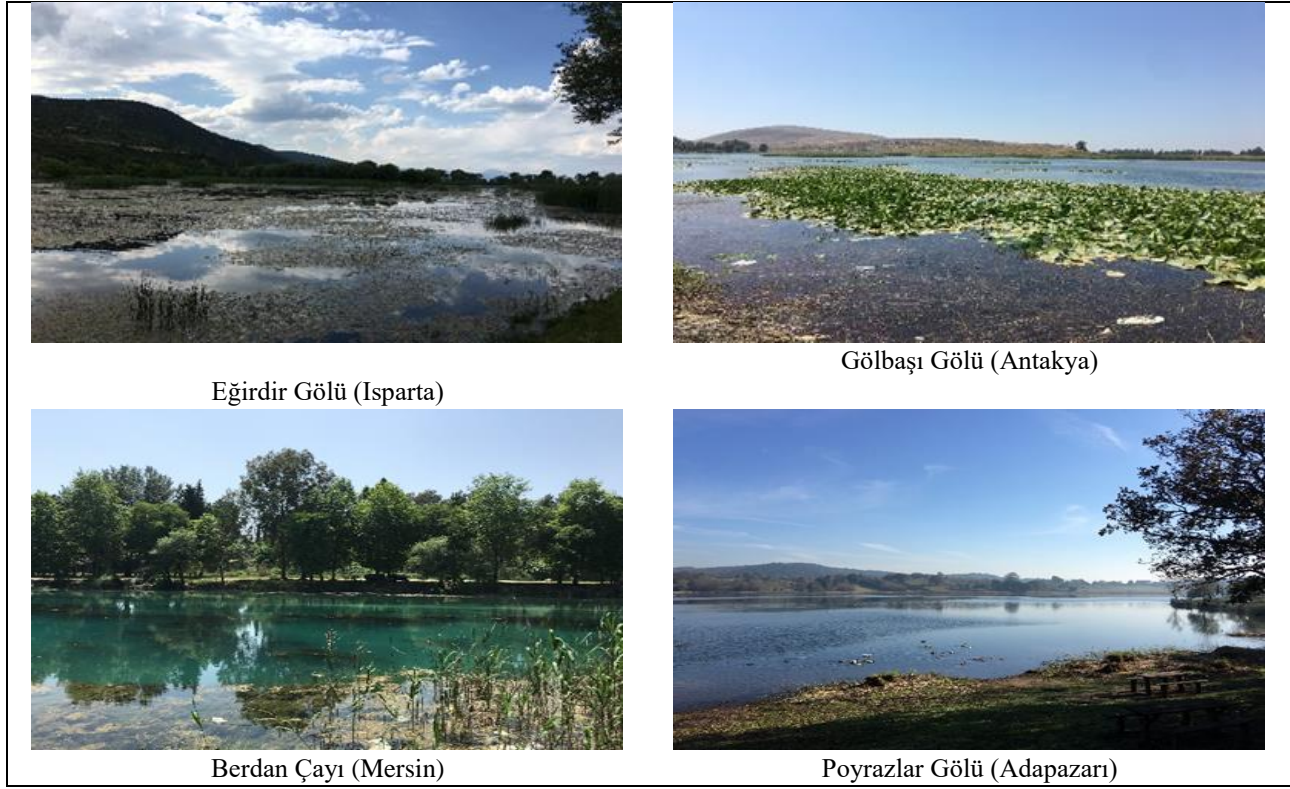 Eğirdir Gölü (Isparta)
Gölbaşı Gölü (Antakya)
Berdan Çayı (Mersin)
Poyrazlar Gölü (Adapazarı)